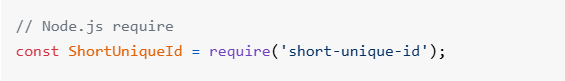 // Node.js require
const ShortUniqueId = require('short-unique-id');